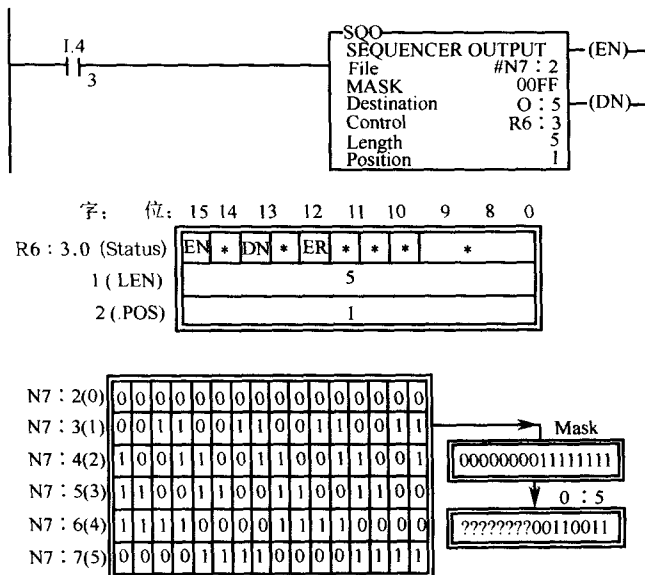 I.4
3
SQO
SEQUENCER OUTPUT (EN)
File #N7:2
MASK 00FF
Destination O:5 (DN)
Control R6:3
Length 5
Position 1
字： 位： 15 14 13 12 11 10 9 8 0
R6:3.0 (Status) EN * DN * ER * * * *
1 (LEN) 5
2 (.POS) 1
N7:2(0) 0 0 0 0 0 0 0 0 0 0 0 0 0 0 0 0
N7:3(1) 0 0 1 1 0 0 1 1 0 0 1 1 0 0 1 1
Mask
N7:4(2) 1 0 0 1 1 0 0 1 1 0 0 1 1 0 0 1
0000000011111111
N7:5(3) 1 1 0 0 1 1 0 0 1 1 0 0 1 1 0 0
0:5
N7:6(4) 1 1 1 1 0 0 0 0 1 1 1 1 0 0 0 0
????????00110011
N7:7(5) 0 0 0 0 1 1 1 1 0 0 0 0 1 1 1 1